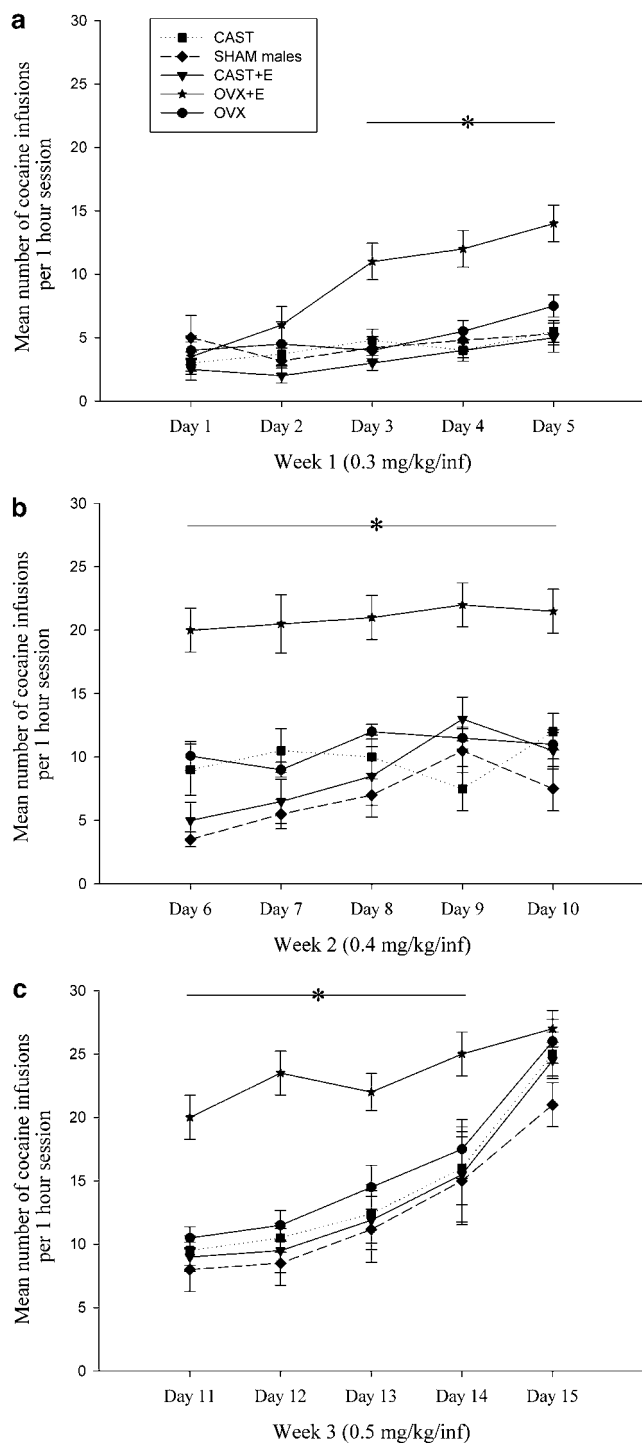 a
30
25
20
15
10
5
0
Mean number of cocaine infusions
per 1 hour session
CAST
SHAM males
CAST+E
OVX+E
OVX
*
Day 1 Day 2 Day 3 Day 4 Day 5
Week 1 (0.3 mg/kg/inf)
b
30
25
20
15
10
5
0
Mean number of cocaine infusions
per 1 hour session
*
Day 6 Day 7 Day 8 Day 9 Day 10
Week 2 (0.4 mg/kg/inf)
c
30
25
20
15
10
5
0
Mean number of cocaine infusions
per 1 hour session
*
Day 11 Day 12 Day 13 Day 14 Day 15
Week 3 (0.5 mg/kg/inf)